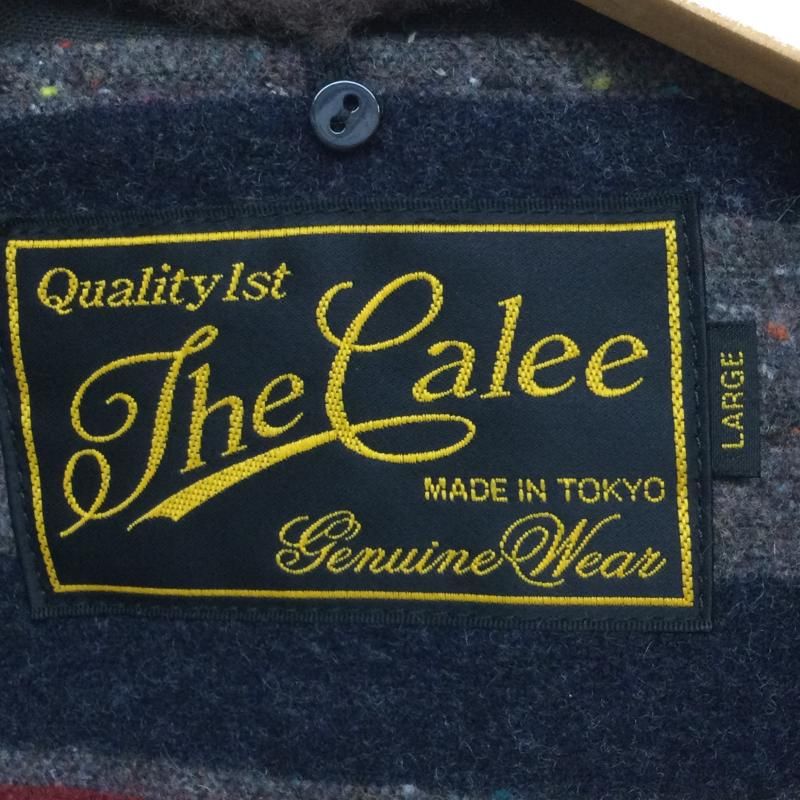 Quality 1st
The Calee
MADE IN TOKYO
Genuine Wear
LARGE